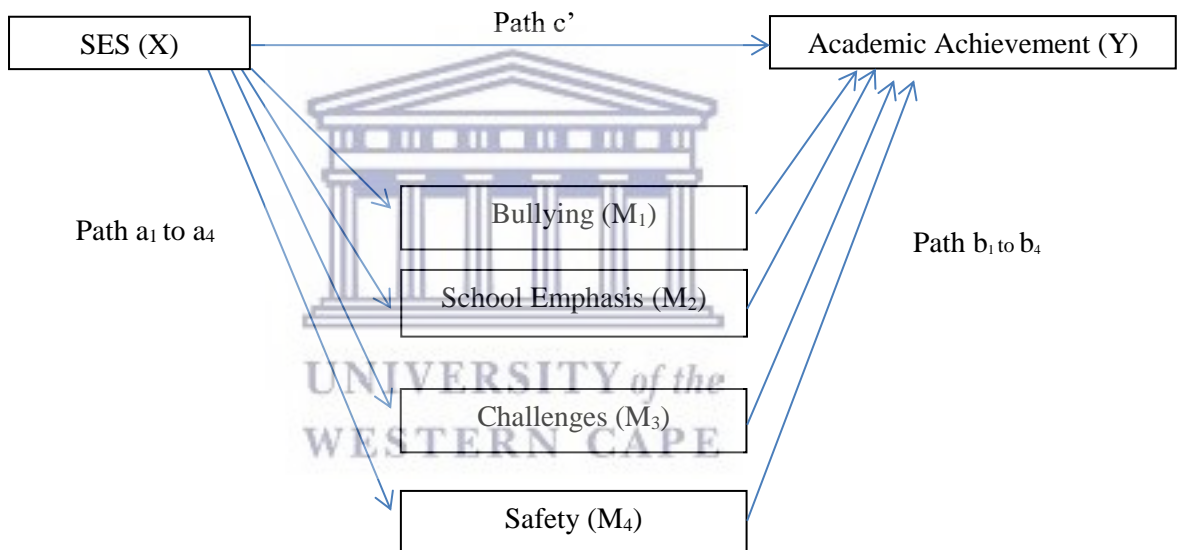 Path c’
SES (X)
Academic Achievement (Y)
Bullying (M₁)
Path a₁ to a₄
Path b₁ to b₄
School Emphasis (M₂)
UNIVERSITY of the
Challenges (M₃)
WESTERN CAPE
Safety (M₄)